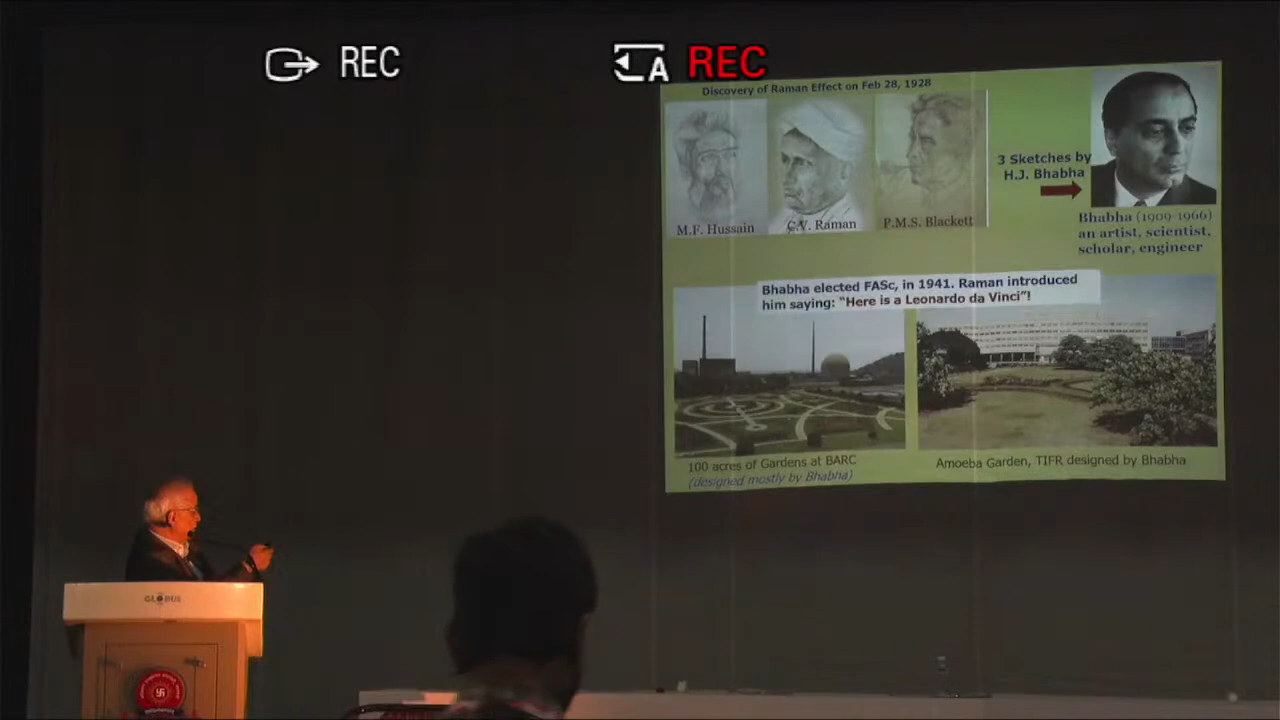 REC
A REC
Discovery of Raman Effect on Feb 28, 1928
3 Sketches by
H.J. Bhabha
M.F. Hussain
C.V. Raman
P.M.S. Blackett
Bhabha (1909-1966)
an artist, scientist,
scholar, engineer
Bhabha elected FASc, in 1941. Raman introduced
him saying: “Here is a Leonardo da Vinci”!
100 acres of Gardens at BARC
(designed mostly by Bhabha)
Amoeba Garden, TIFR designed by Bhabha
GLOBUS